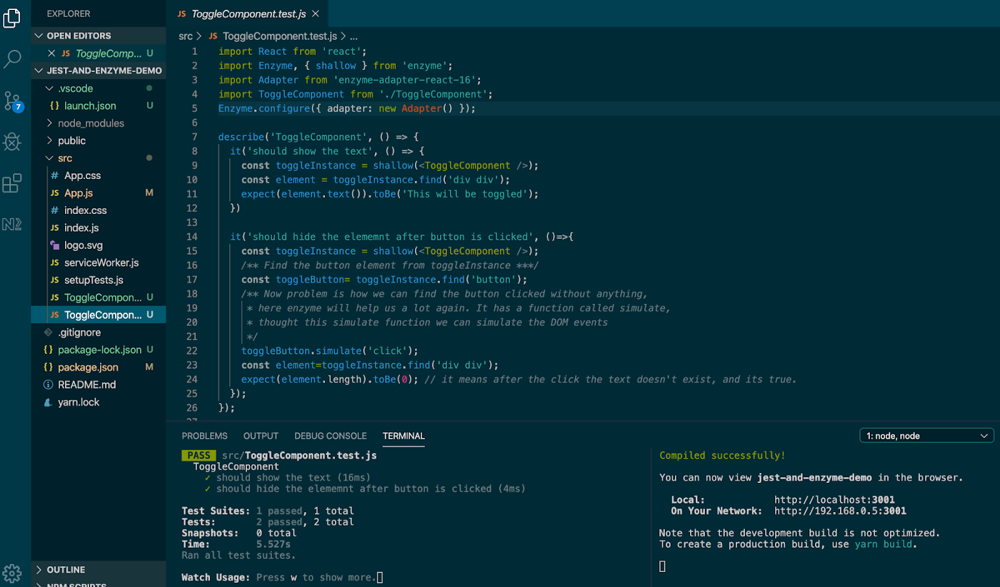 EXPLORER
OPEN EDITORS
JS ToggleComp... U
JEST-AND-ENZYME-DEMO
.vscode
{} launch.json U
node_modules
public
src
# App.css
JS App.js M
# index.css
JS index.js
logo.svg
JS serviceWorker.js
JS setupTests.js
JS ToggleCompon... U
JS ToggleCompon... U
.gitignore
{} package-lock.json U
{} package.json M
README.md
yarn.lock
OUTLINE
NPM SCRIPTS
7
JS ToggleComponent.test.js
src > JS ToggleComponent.test.js > ...
1 import React from 'react';
2 import Enzyme, { shallow } from 'enzyme';
3 import Adapter from 'enzyme-adapter-react-16';
4 import ToggleComponent from './ToggleComponent';
5 Enzyme.configure({ adapter: new Adapter() });
6
7 describe('ToggleComponent', () => {
8 it('should show the text', () => {
9 const toggleInstance = shallow(<ToggleComponent />);
10 const element = toggleInstance.find('div div');
11 expect(element.text()).toBe('This will be toggled');
12 })
13
14 it('should hide the elememnt after button is clicked', ()=>{
15 const toggleInstance = shallow(<ToggleComponent />);
16 /** Find the button element from toggleInstance ***/
17 const toggleButton= toggleInstance.find('button');
18 /** Now problem is how we can find the button clicked without anything,
19 * here enzyme will help us a lot again. It has a function called simulate,
20 * thought this simulate function we can simulate the DOM events
21 */
22 toggleButton.simulate('click');
23 const element=toggleInstance.find('div div');
24 expect(element.length).toBe(0); // it means after the click the text doesn't exist, and its true.
25 });
26 });
27
PROBLEMS OUTPUT DEBUG CONSOLE TERMINAL 1: node, node
PASS src/ToggleComponent.test.js
ToggleComponent
✓ should show the text (16ms)
✓ should hide the elememnt after button is clicked (4ms)
Test Suites: 1 passed, 1 total
Tests: 2 passed, 2 total
Snapshots: 0 total
Time: 5.527s
Ran all test suites.
Watch Usage: Press w to show more.
Compiled successfully!
You can now view jest-and-enzyme-demo in the browser.
Local: http://localhost:3001
On Your Network: http://192.168.0.5:3001
Note that the development build is not optimized.
To create a production build, use yarn build.